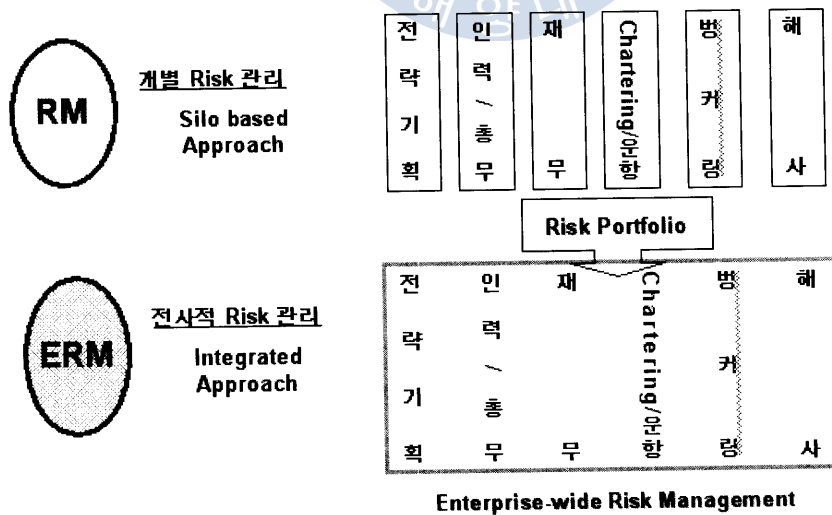 해양대
RM
개별 Risk 관리
Silo based
Approach
전략기획
인력/총무
재무
Chartering/운항
벙커링
해사
Risk Portfolio
ERM
전사적 Risk 관리
Integrated
Approach
전략기획
인력/총무
재무
Chartering/운항
벙커링
해사
Enterprise-wide Risk Management